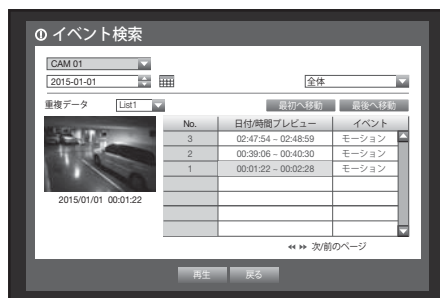 イベント検索
CAM 01
2015-01-01
全体
重複データ List1 最初へ移動 最後へ移動
No. 日付/時間プレビュー イベント
3 02:47:54 ~ 02:48:59 モーション
2 00:39:06 ~ 00:40:30 モーション
1 00:01:22 ~ 00:02:28 モーション
2015/01/01 00:01:22
次/前のページ
再生 戻る